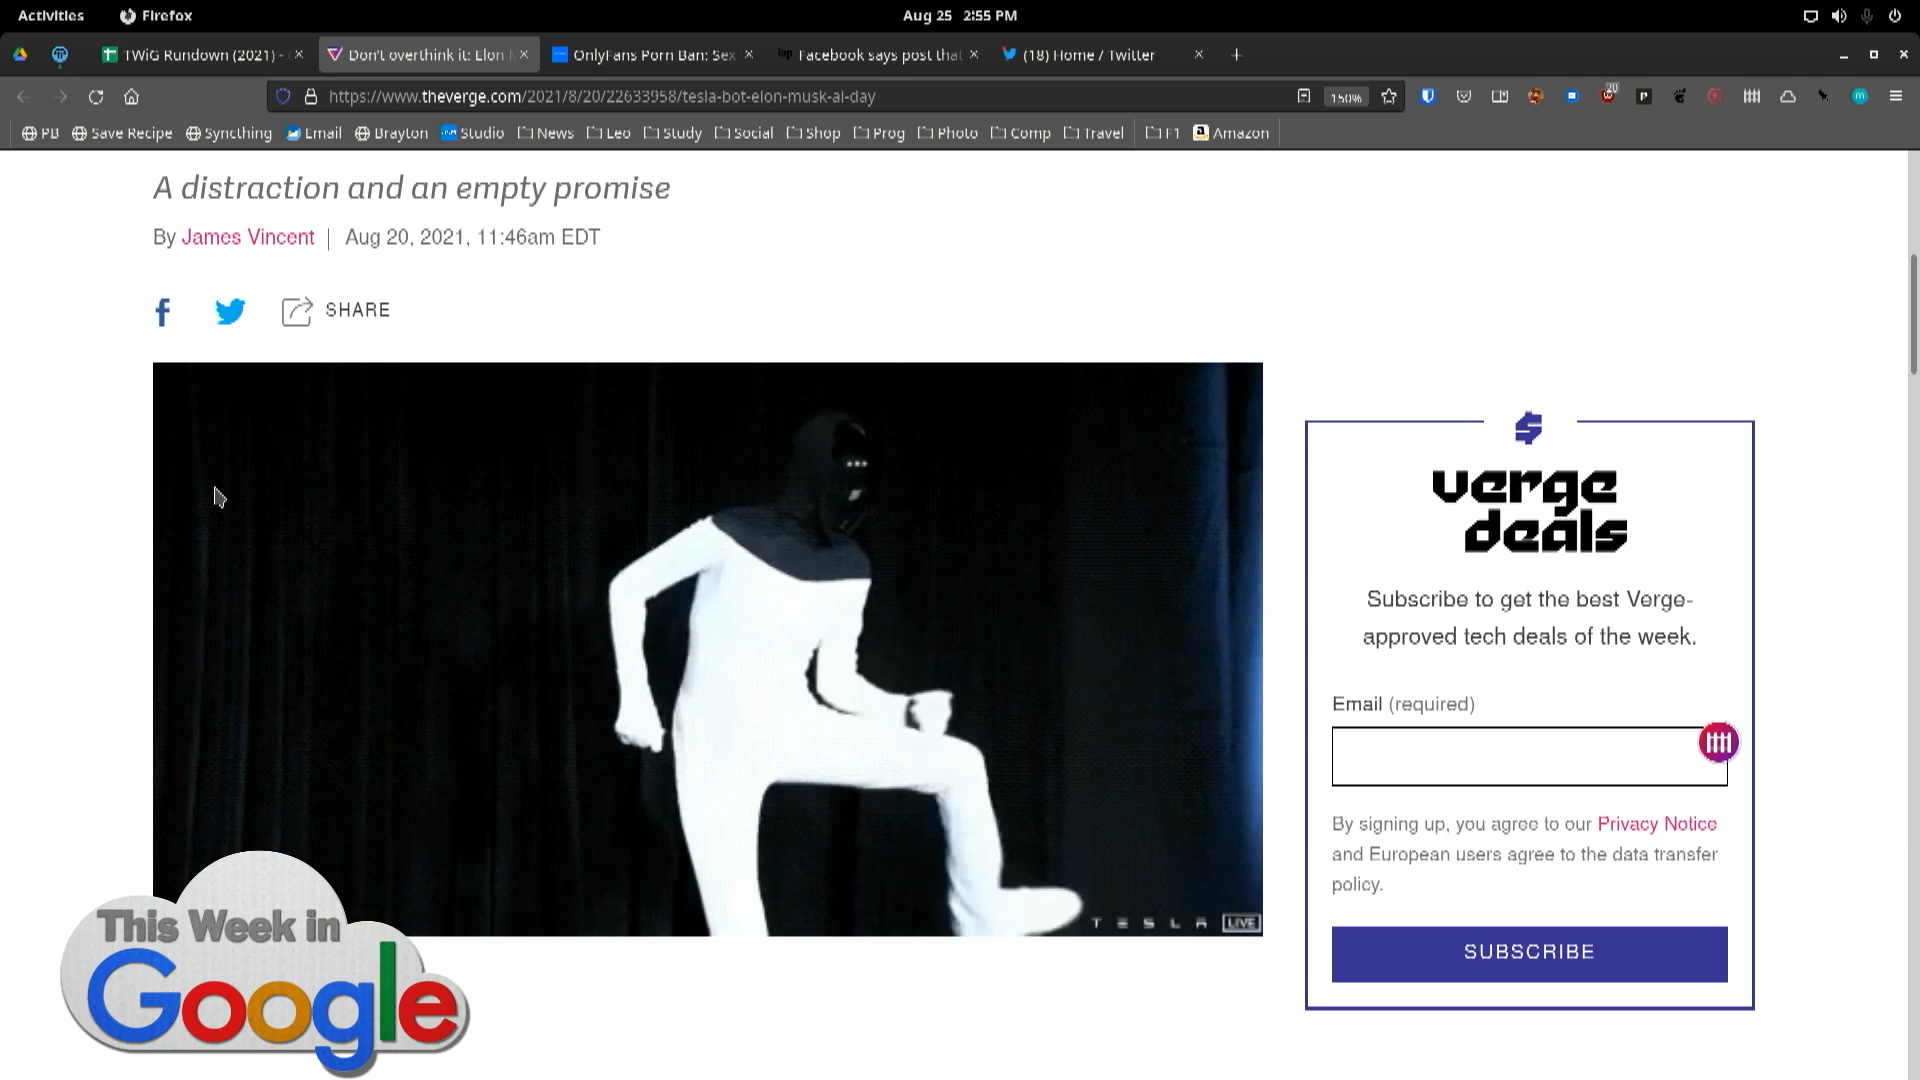 Activities
Firefox
Aug 25 2:55 PM
TWiG Rundown (2021) -
Don't overthink it: Elon
OnlyFans Porn Ban: Sex
Facebook says post that
(18) Home / Twitter
https://www.theverge.com/2021/8/20/22633958/tesla-bot-elon-musk-ai-day
150%
20
PB
Save Recipe
Syncthing
Email
Brayton
Studio
News
Leo
Study
Social
Shop
Prog
Photo
Comp
Travel
F1
Amazon
A distraction and an empty promise
By James Vincent | Aug 20, 2021, 11:46am EDT
SHARE
TESLA LIVE
verge
deals
Subscribe to get the best Verge-
approved tech deals of the week.
Email (required)
By signing up, you agree to our Privacy Notice
and European users agree to the data transfer
policy.
SUBSCRIBE
This Week in
Google